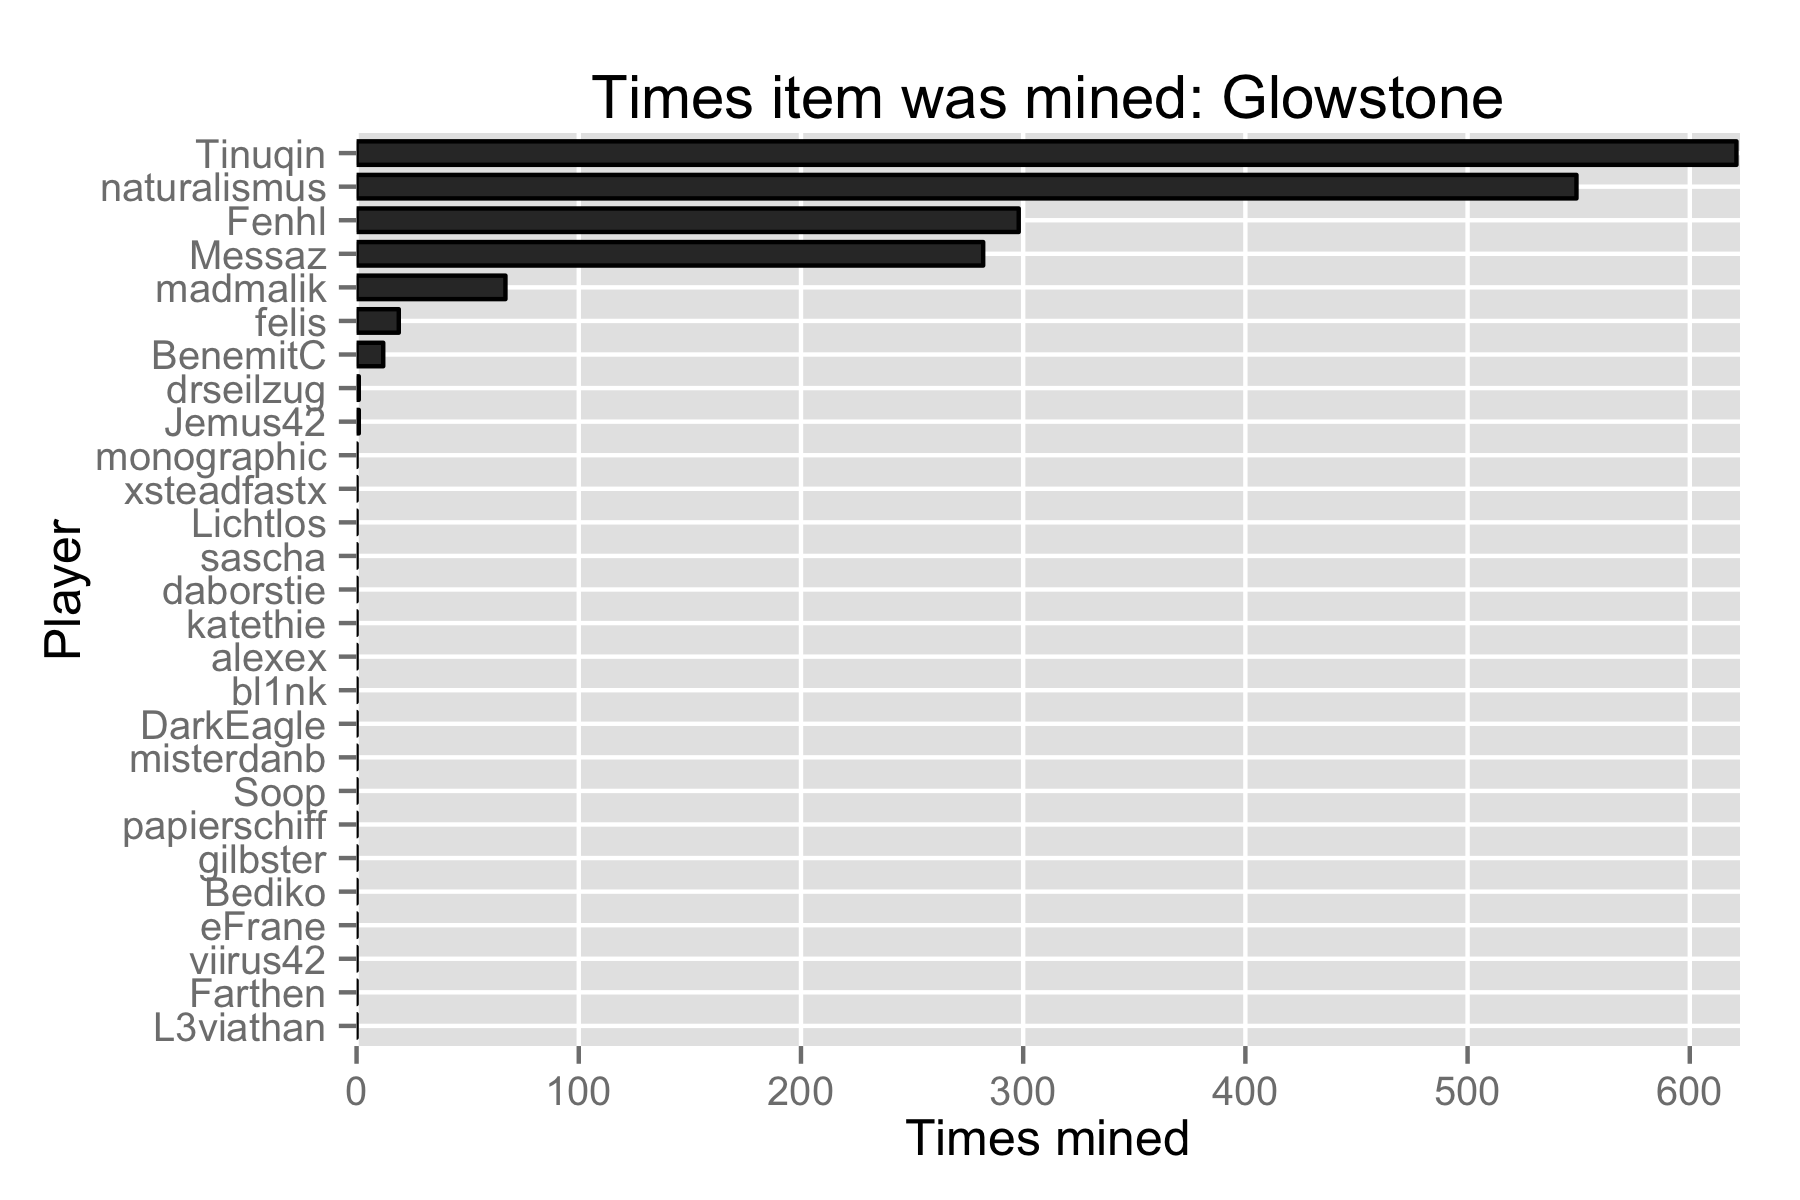 Times item was mined: Glowstone
Tinuqin
naturalismus
Fenhl
Messaz
madmalik
felis
BenemitC
drseilzug
Jemus42
monographic
xsteadfastx
Lichtlos
sascha
daborstie
katethie
alexex
bl1nk
DarkEagle
misterdanb
Soop
papierschiff
gilbster
Bediko
eFrane
viirus42
Farthen
L3viathan
Player
0 100 200 300 400 500 600
Times mined